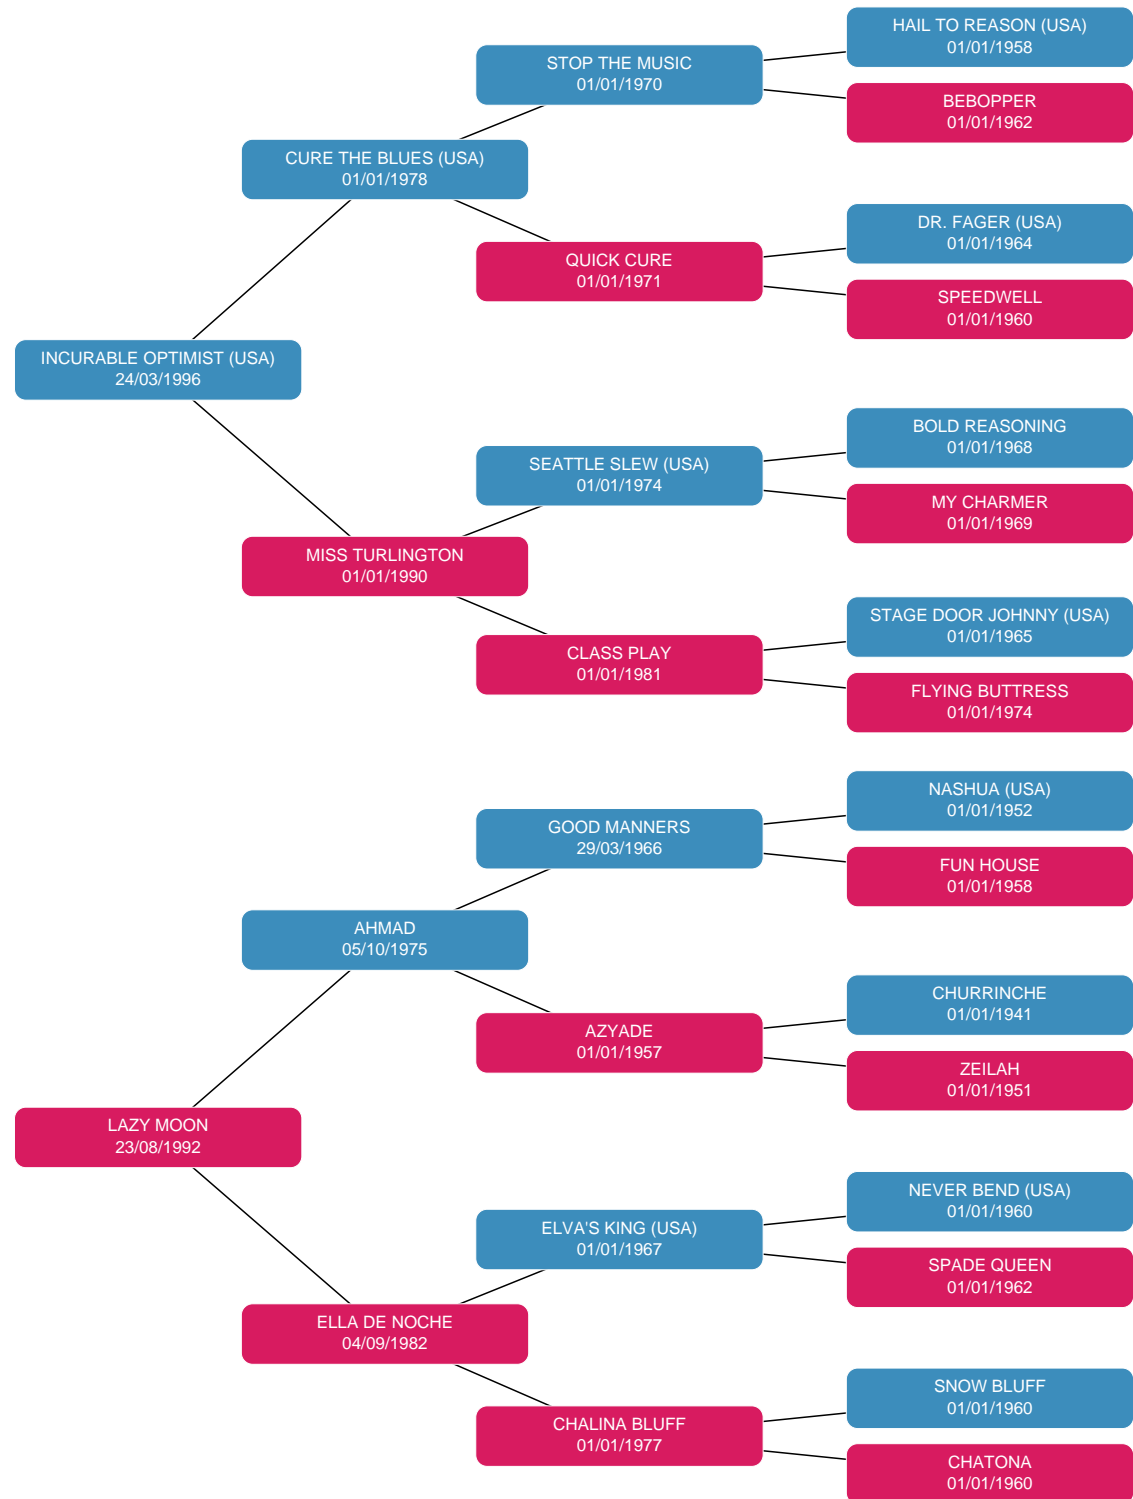 HAIL TO REASON (USA)
01/01/1958
STOP THE MUSIC
01/01/1970
BEBOPPER
01/01/1962
CURE THE BLUES (USA)
01/01/1978
DR. FAGER (USA)
01/01/1964
QUICK CURE
01/01/1971
SPEEDWELL
01/01/1960
INCURABLE OPTIMIST (USA)
24/03/1996
BOLD REASONING
01/01/1968
SEATTLE SLEW (USA)
01/01/1974
MY CHARMER
01/01/1969
MISS TURLINGTON
01/01/1990
STAGE DOOR JOHNNY (USA)
01/01/1965
CLASS PLAY
01/01/1981
FLYING BUTTRESS
01/01/1974
NASHUA (USA)
01/01/1952
GOOD MANNERS
29/03/1966
FUN HOUSE
01/01/1958
AHMAD
05/10/1975
CHURRINCHE
01/01/1941
AZYADE
01/01/1957
ZEILAH
01/01/1951
LAZY MOON
23/08/1992
NEVER BEND (USA)
01/01/1960
ELVA'S KING (USA)
01/01/1967
SPADE QUEEN
01/01/1962
ELLA DE NOCHE
04/09/1982
SNOW BLUFF
01/01/1960
CHALINA BLUFF
01/01/1977
CHATONA
01/01/1960